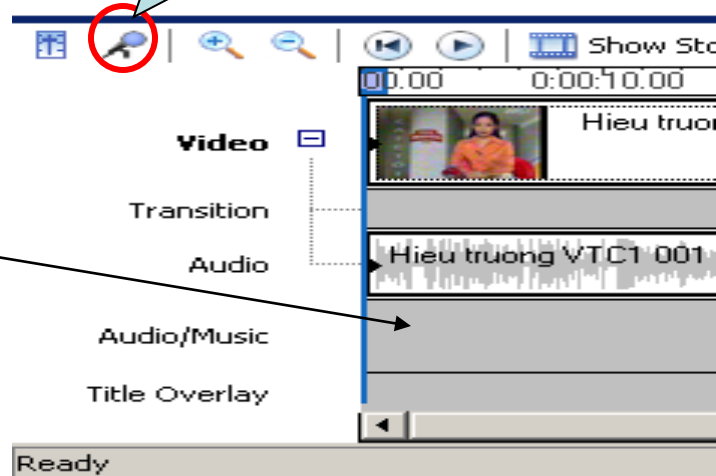 Show Sto
00.00 0:00:10.00
Video
Hieu truon
Transition
Audio
Hieu truong VTC1 001
Audio/Music
Title Overlay
Ready